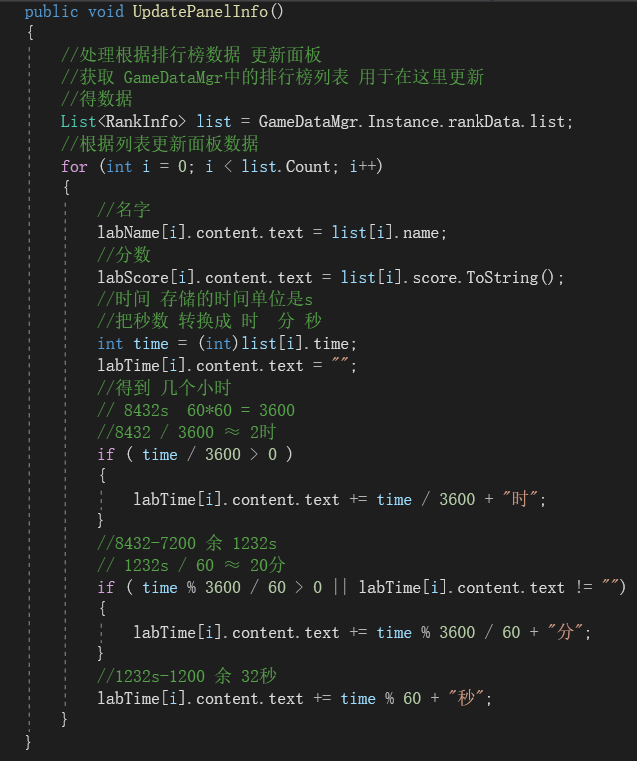 public void UpdatePanelInfo()
{
//处理根据排行榜数据 更新面板
//获取 GameDataMgr中的排行榜列表 用于在这里更新
//得数据
List<RankInfo> list = GameDataMgr.Instance.rankData.list;
//根据列表更新面板数据
for (int i = 0; i < list.Count; i++)
{
//名字
labName[i].content.text = list[i].name;
//分数
labScore[i].content.text = list[i].score.ToString();
//时间 存储的时间单位是s
//把秒数 转换成 时  分 秒
int time = (int)list[i].time;
labTime[i].content.text = "";
//得到 几个小时
// 8432s  60*60 = 3600
//8432 / 3600 ≈ 2时
if ( time / 3600 > 0 )
{
labTime[i].content.text += time / 3600 + "时";
}
//8432-7200 余 1232s
// 1232s / 60 ≈ 20分
if ( time % 3600 / 60 > 0 || labTime[i].content.text != "")
{
labTime[i].content.text += time % 3600 / 60 + "分";
}
//1232s-1200 余 32秒
labTime[i].content.text += time % 60 + "秒";
}
}